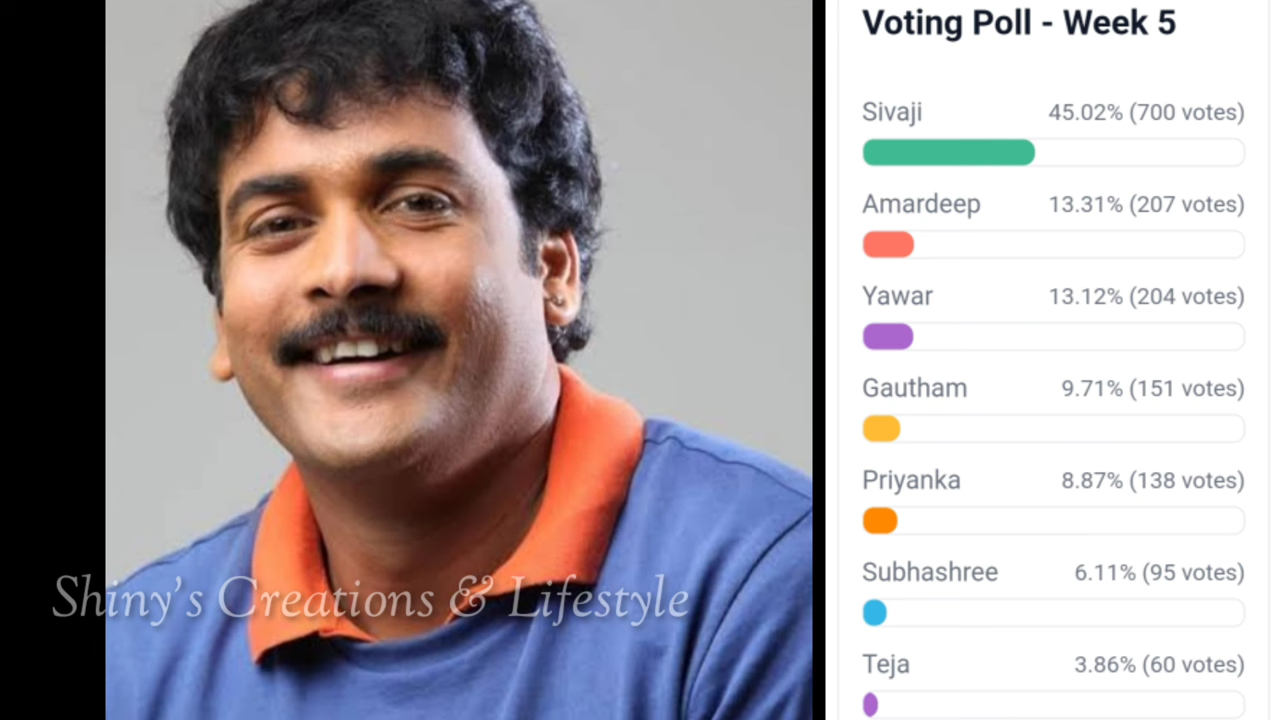 Voting Poll - Week 5
Sivaji 45.02% (700 votes)
Amardeep 13.31% (207 votes)
Yawar 13.12% (204 votes)
Gautham 9.71% (151 votes)
Priyanka 8.87% (138 votes)
Subhashree 6.11% (95 votes)
Teja 3.86% (60 votes)
Shiny's Creations & Lifestyle